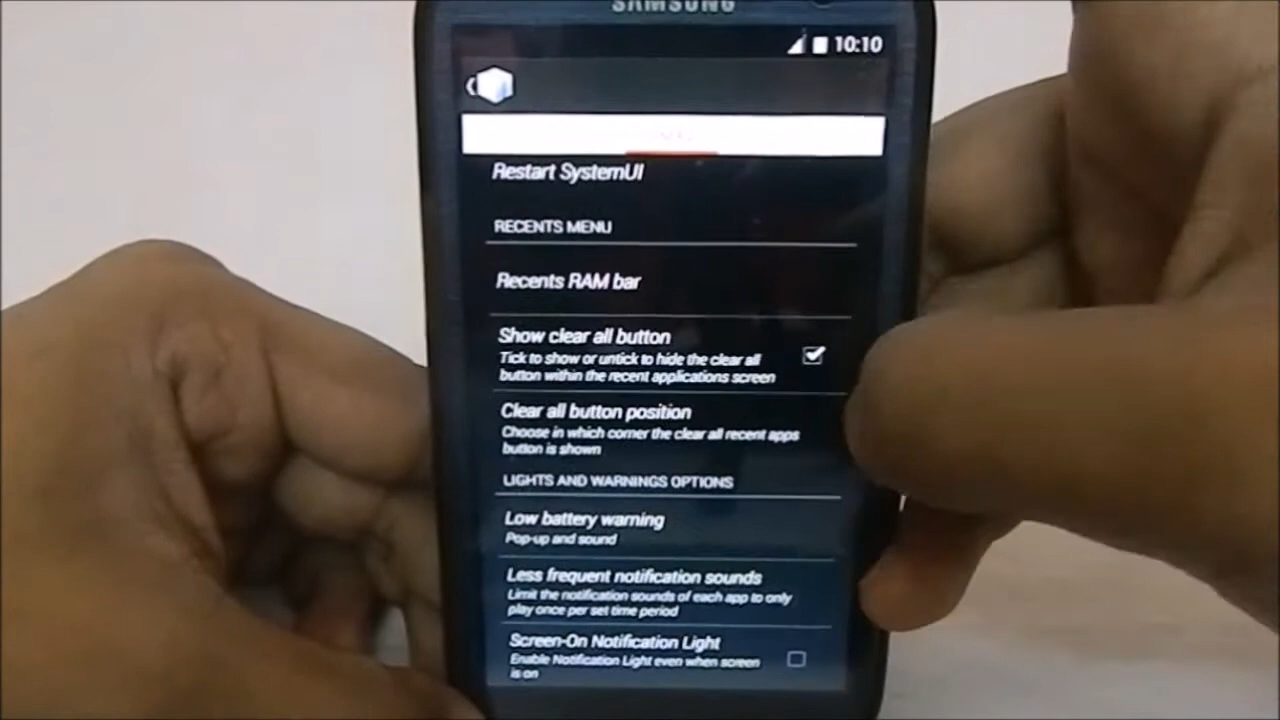 SAMSUNG
10:10
Restart SystemUI
RECENTS MENU
Recents RAM bar
Show clear all button
Tick to show or untick to hide the clear all
button within the recent applications screen
Clear all button position
Choose in which corner the clear all recent apps
button is shown
LIGHTS AND WARNINGS OPTIONS
Low battery warning
Pop-up and sound
Less frequent notification sounds
Limit the notification sounds of each app to only
play once per set time period
Screen-On Notification Light
Enable Notification Light even when screen
is on